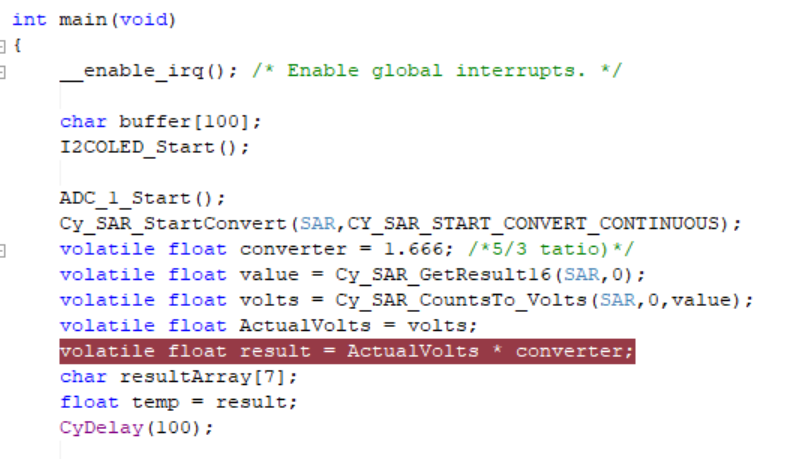 int main(void)
{
__enable_irq(); /* Enable global interrupts. */
char buffer[100];
I2COLED_Start();
ADC_1_Start();
Cy_SAR_StartConvert(SAR,CY_SAR_START_CONVERT_CONTINUOUS);
volatile float converter = 1.666; /*5/3 tatio)*/
volatile float value = Cy_SAR_GetResult16(SAR,0);
volatile float volts = Cy_SAR_CountsTo_Volts(SAR,0,value);
volatile float ActualVolts = volts;
volatile float result = ActualVolts * converter;
char resultArray[7];
float temp = result;
CyDelay(100);